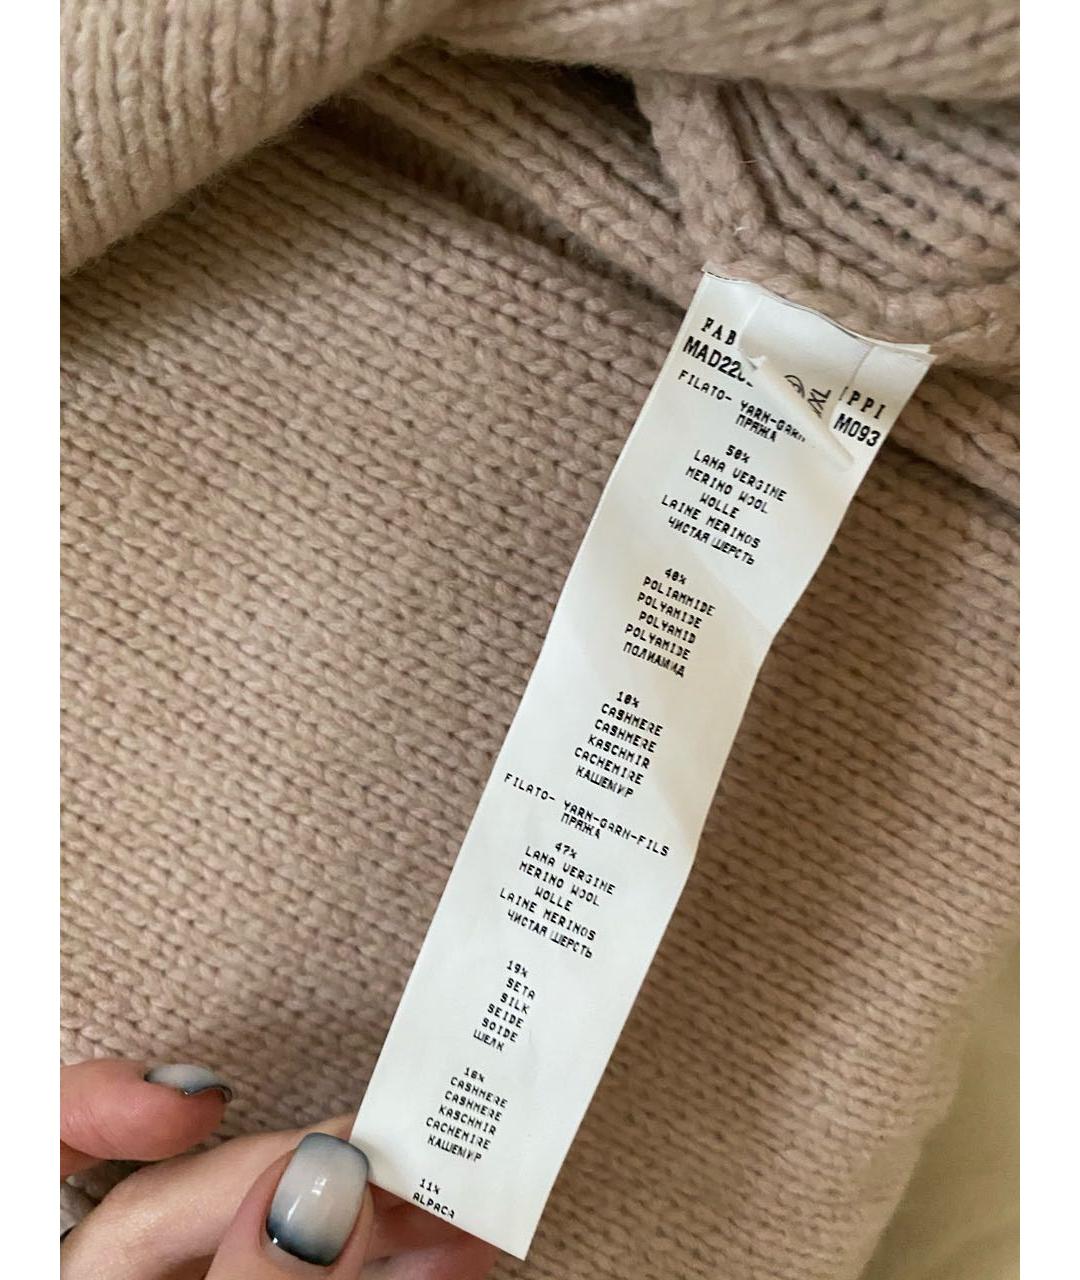 FAB IPPI
MAD22 M093
XL
FILATO- YARN-GARN
ПРЯЖА
50%
LANA VERGINE
MERINO WOOL
WOLLE
LAINE MERINOS
ЧИСТАЯ ШЕРСТЬ
40%
POLIAMMIDE
POLYAMIDE
POLYAMID
POLYAMIDE
ПОЛИАМИД
10%
CASHMERE
CASHMERE
KASCHMIR
CACHEMIRE
КАШЕМИР
FILATO- YARN-GARN-FILS
ПРЯЖА
47%
LANA VERGINE
MERINO WOOL
WOLLE
LAINE MERINOS
ЧИСТАЯ ШЕРСТЬ
19%
SETA
SILK
SEIDE
SOIDE
ШЕЛК
16%
CASHMERE
CASHMERE
KASCHMIR
CACHEMIRE
КАШЕМИР
11%
ALPACA